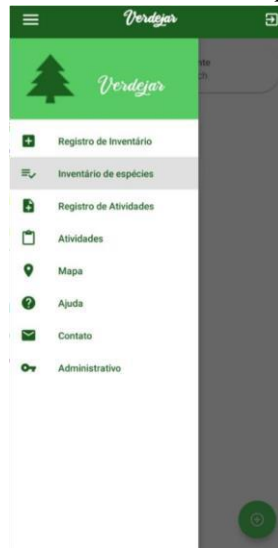 Verdejar
Verdejar
Registro de Inventário
Inventário de espécies
Registro de Atividades
Atividades
Mapa
Ajuda
Contato
Administrativo